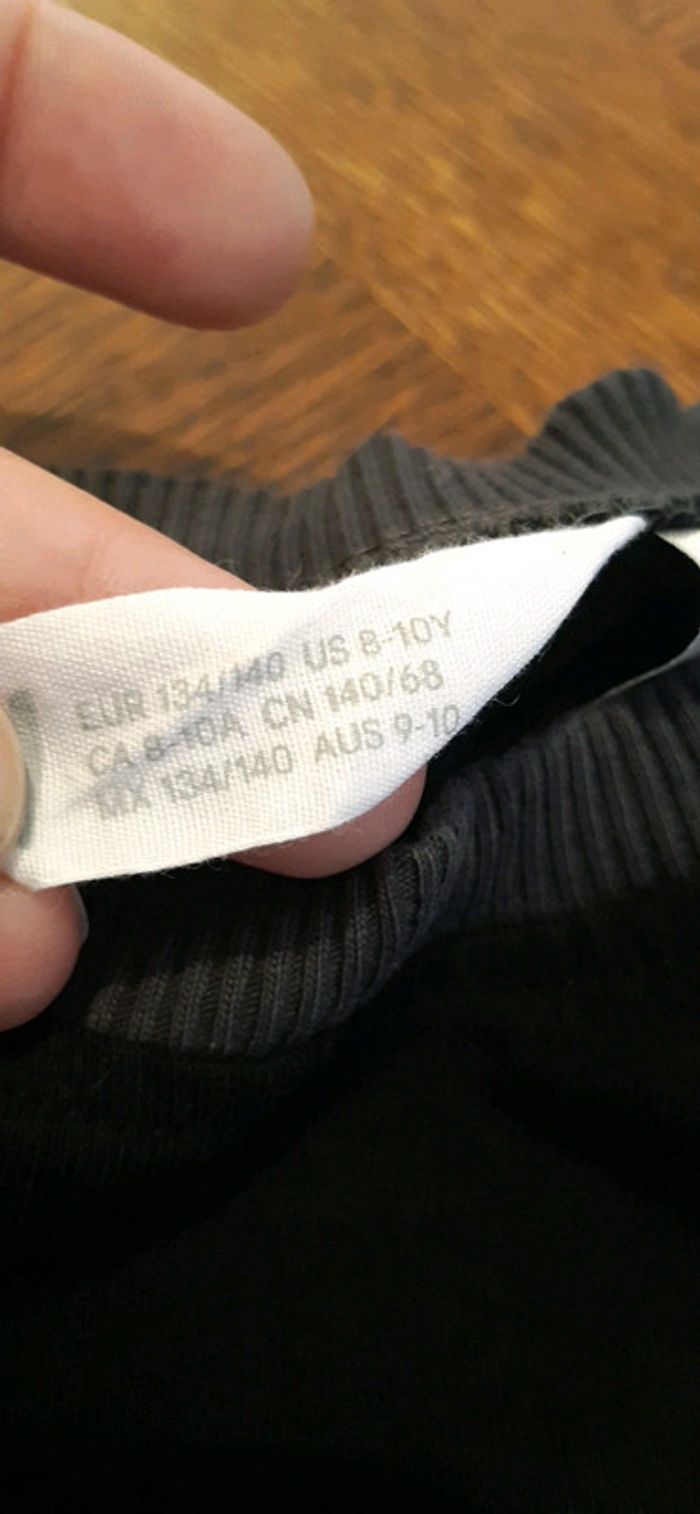 EUR 134/140 US 8-10Y
CA 8-10A CN 140/68
MX 134/140 AUS 9-10